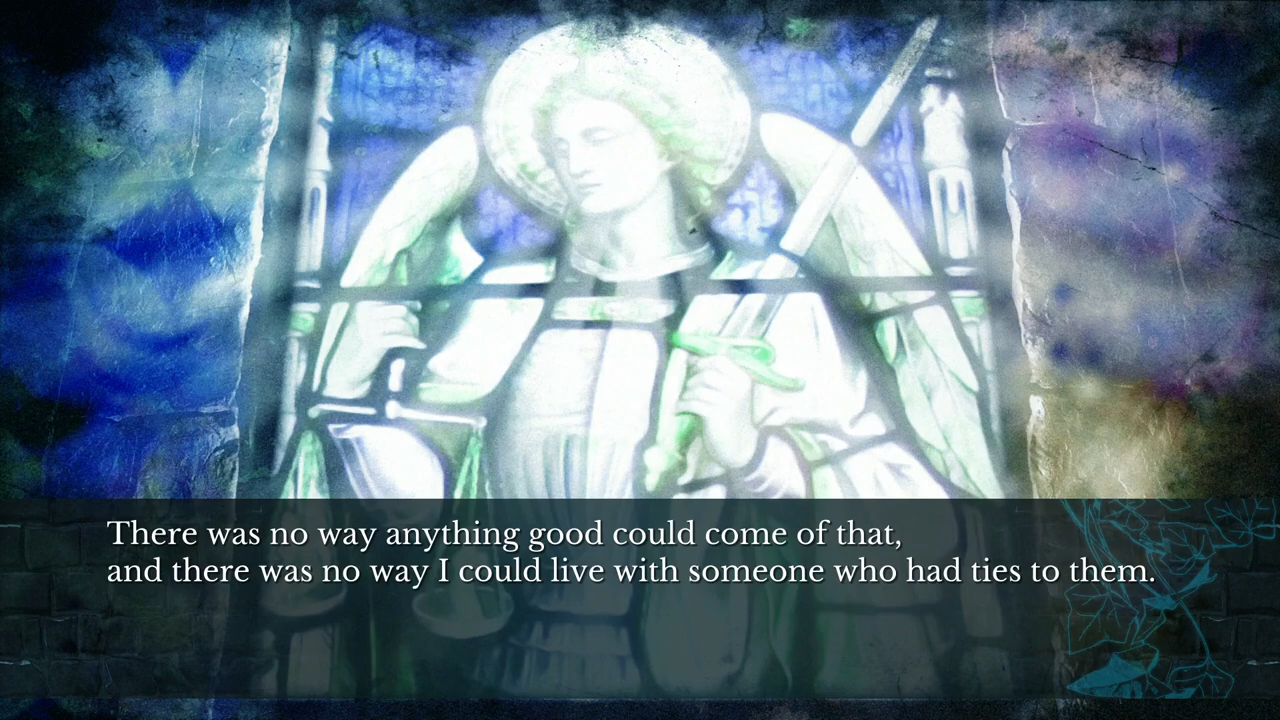 There was no way anything good could come of that,
and there was no way I could live with someone who had ties to them.